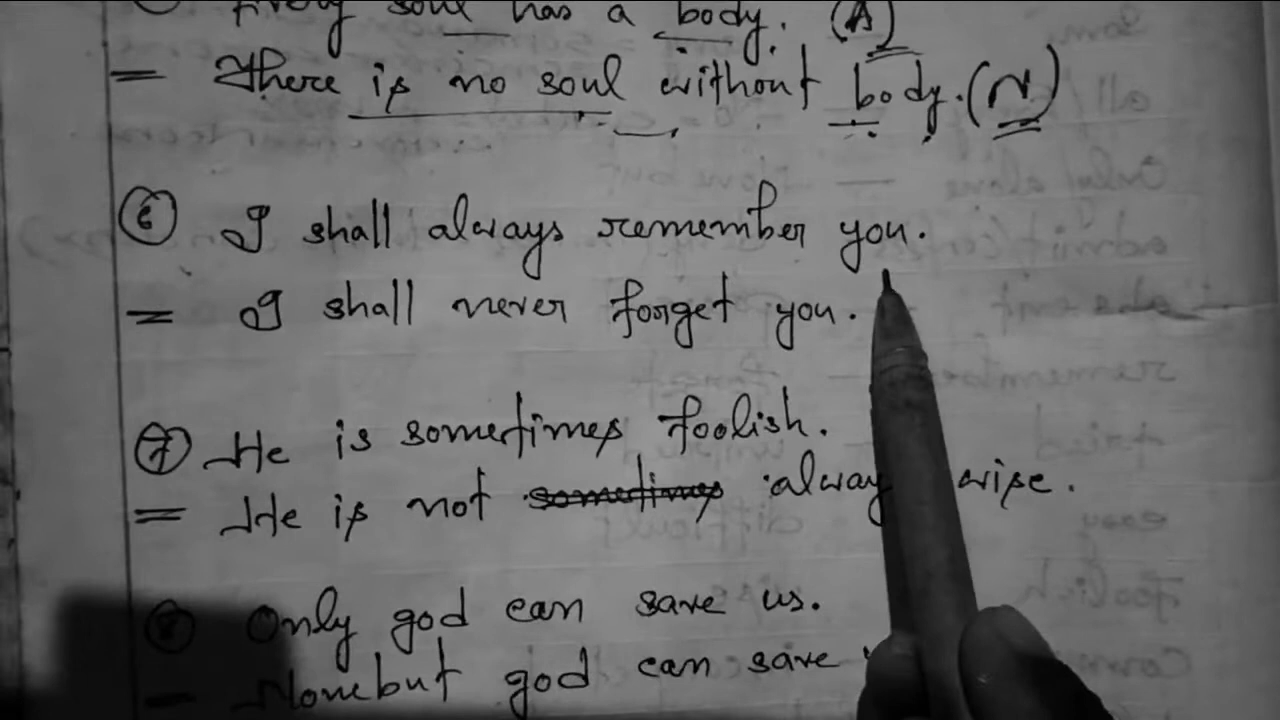 Every soul has a body. (A)
= There is no soul without body. (N)
6 I shall always remember you.
= I shall never forget you.
7 He is sometimes foolish.
= He is not sometimes always wise.
8 Only god can save us.
= Nonebut god can save